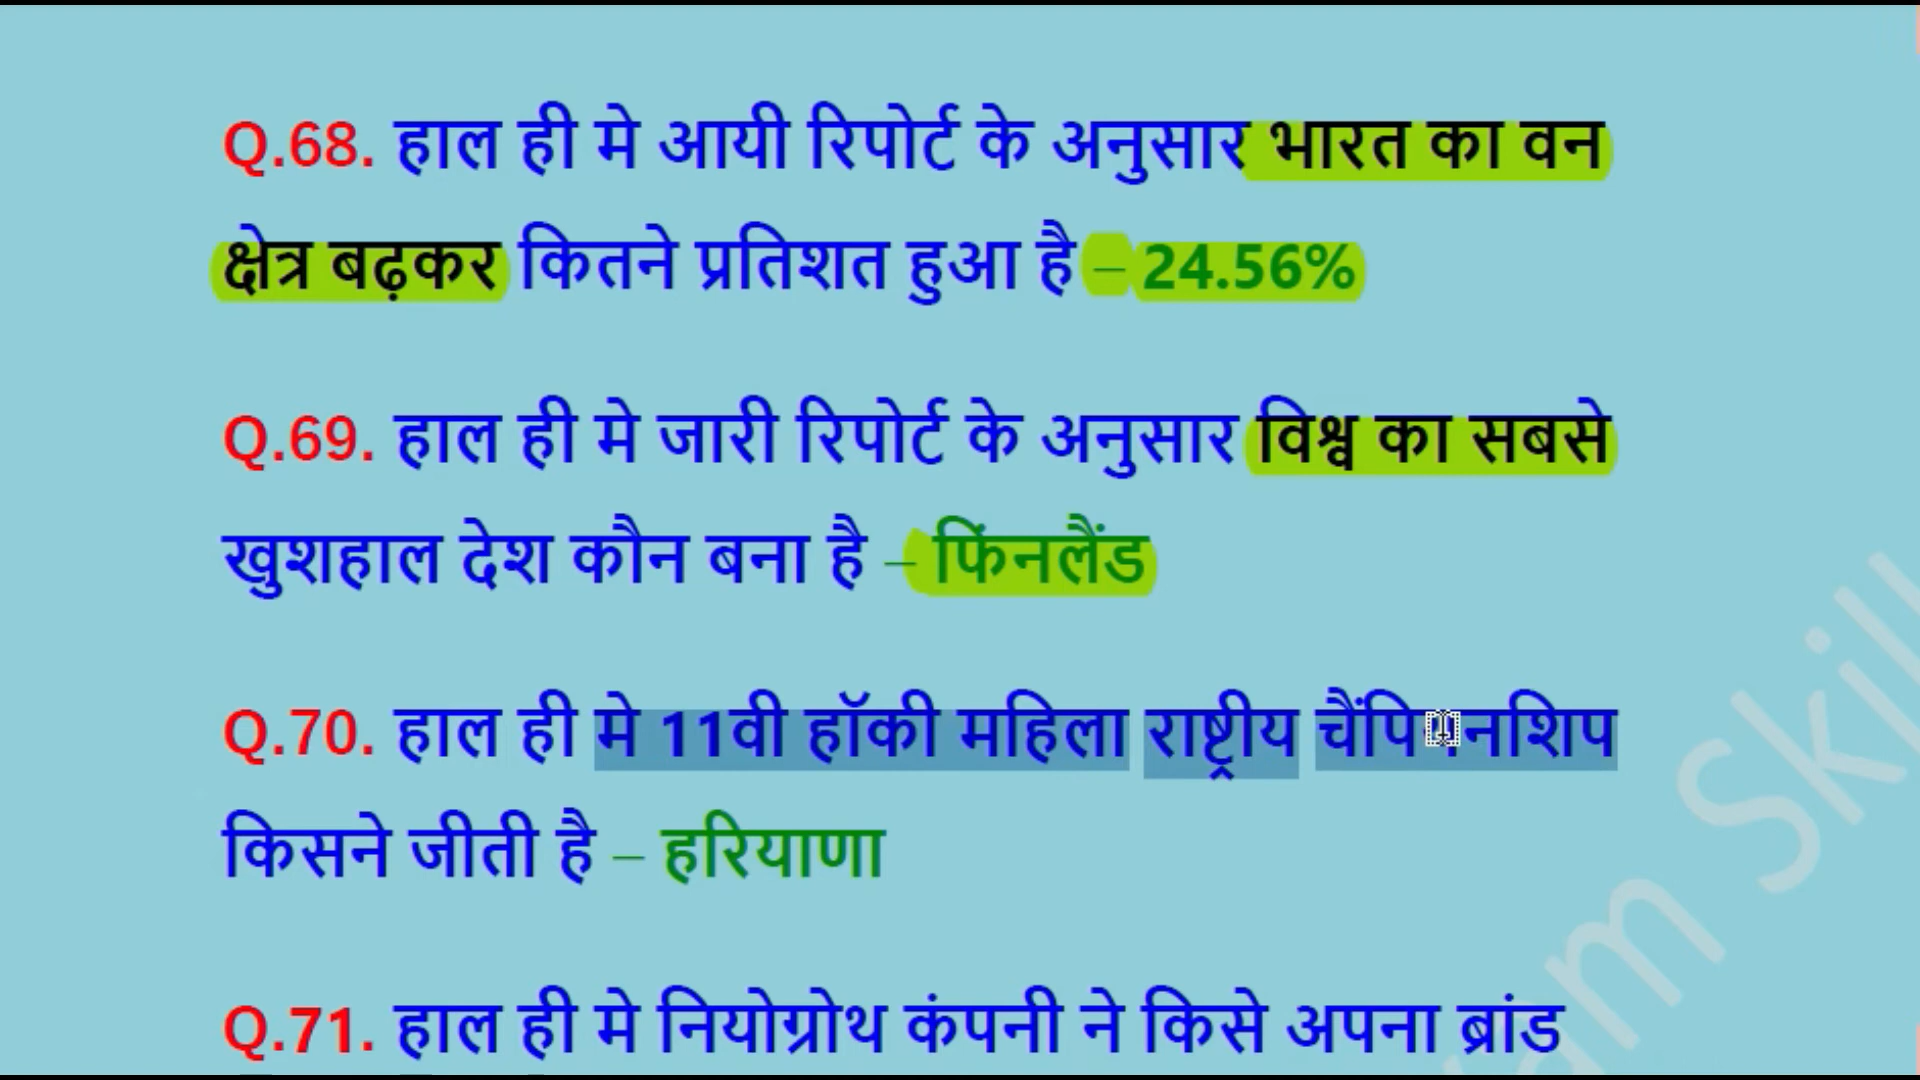 Q.68. हाल ही मे आयी रिपोर्ट के अनुसार भारत का वन
क्षेत्र बढ़कर कितने प्रतिशत हुआ है – 24.56%
Q.69. हाल ही मे जारी रिपोर्ट के अनुसार विश्व का सबसे
खुशहाल देश कौन बना है – फिंनलैंड
Q.70. हाल ही मे 11वी हॉकी महिला राष्ट्रीय चैंपियनशिप
किसने जीती है – हरियाणा
Q.71. हाल ही मे नियोग्रोथ कंपनी ने किसे अपना ब्रांड